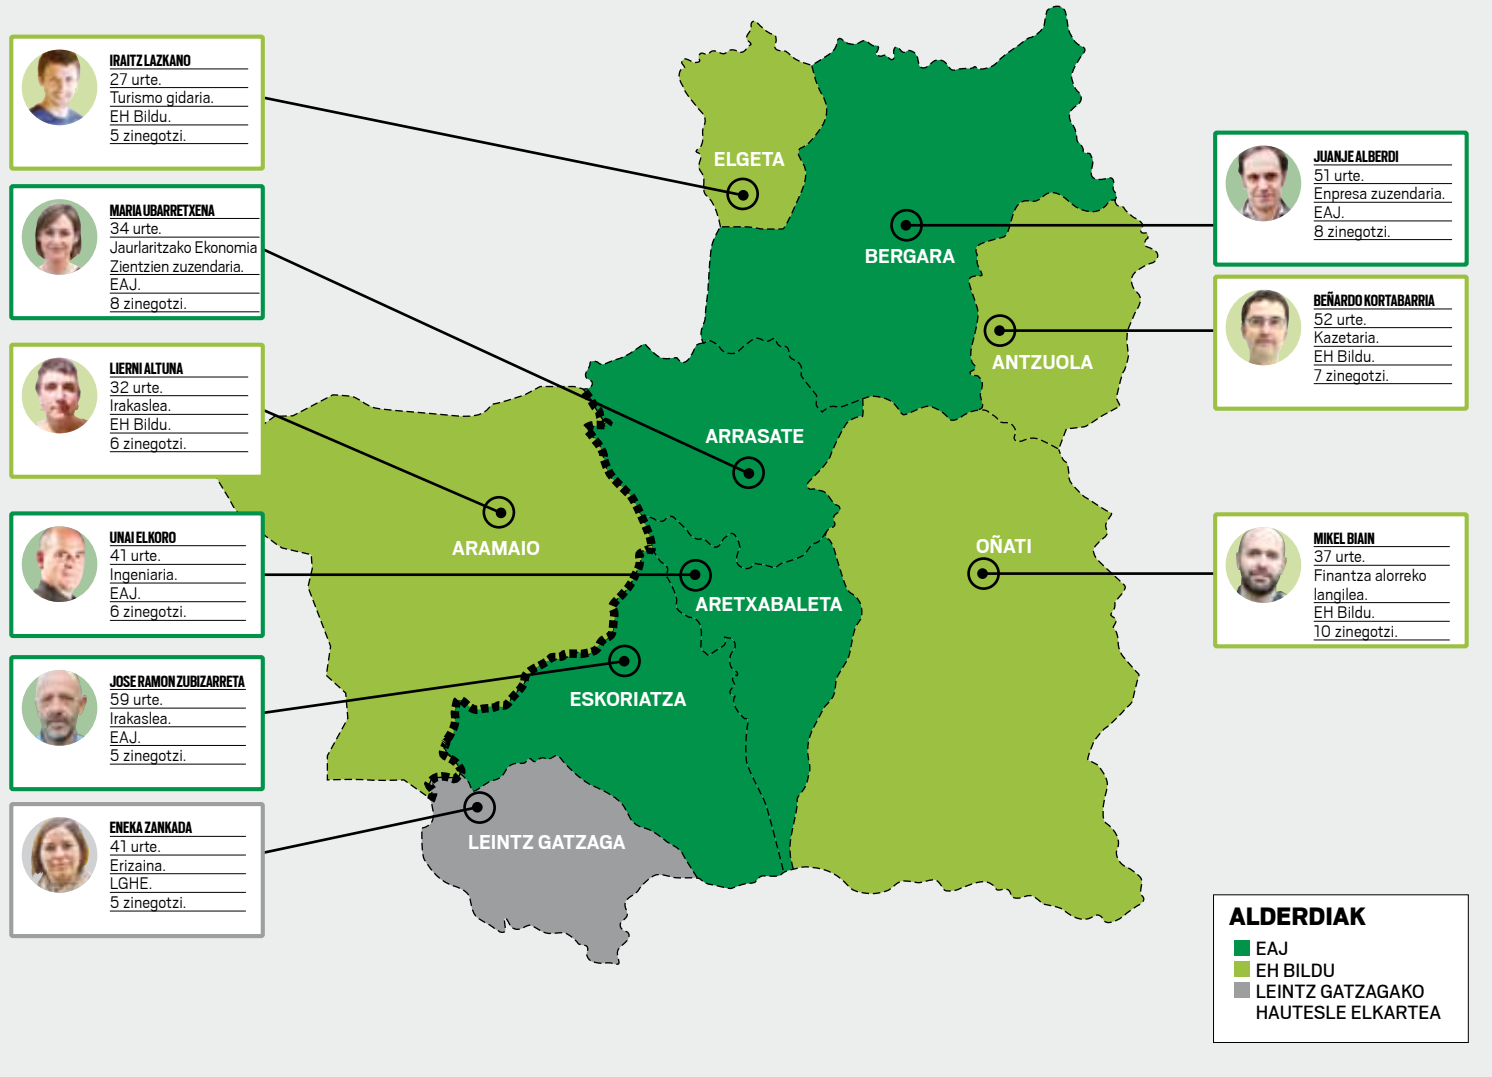 IRAITZ LAZKANO
27 urte.
Turismo gidaria.
EH Bildu.
5 zinegotzi.
MARIA UBARRETXENA
34 urte.
Jaurlaritzako Ekonomia
Zientzien zuzendaria.
EAJ.
8 zinegotzi.
LIERNI ALTUNA
32 urte.
Irakaslea.
EH Bildu.
6 zinegotzi.
UNAI ELKORO
41 urte.
Ingeniaria.
EAJ.
6 zinegotzi.
JOSE RAMON ZUBIZARRETA
59 urte.
Irakaslea.
EAJ.
5 zinegotzi.
ENEKA ZANKADA
41 urte.
Erizaina.
LGHE.
5 zinegotzi.
ELGETA
BERGARA
ANTZUOLA
ARRASATE
ARAMAIO
OÑATI
ARETXABALETA
ESKORIATZA
LEINTZ GATZAGA
JUANJE ALBERDI
51 urte.
Enpresa zuzendaria.
EAJ.
8 zinegotzi.
BEÑARDO KORTABARRIA
52 urte.
Kazetaria.
EH Bildu.
7 zinegotzi.
MIKEL BIAIN
37 urte.
Finantza alorreko
langilea.
EH Bildu.
10 zinegotzi.
ALDERDIAK
EAJ
EH BILDU
LEINTZ GATZAGAKO
HAUTESLE ELKARTEA